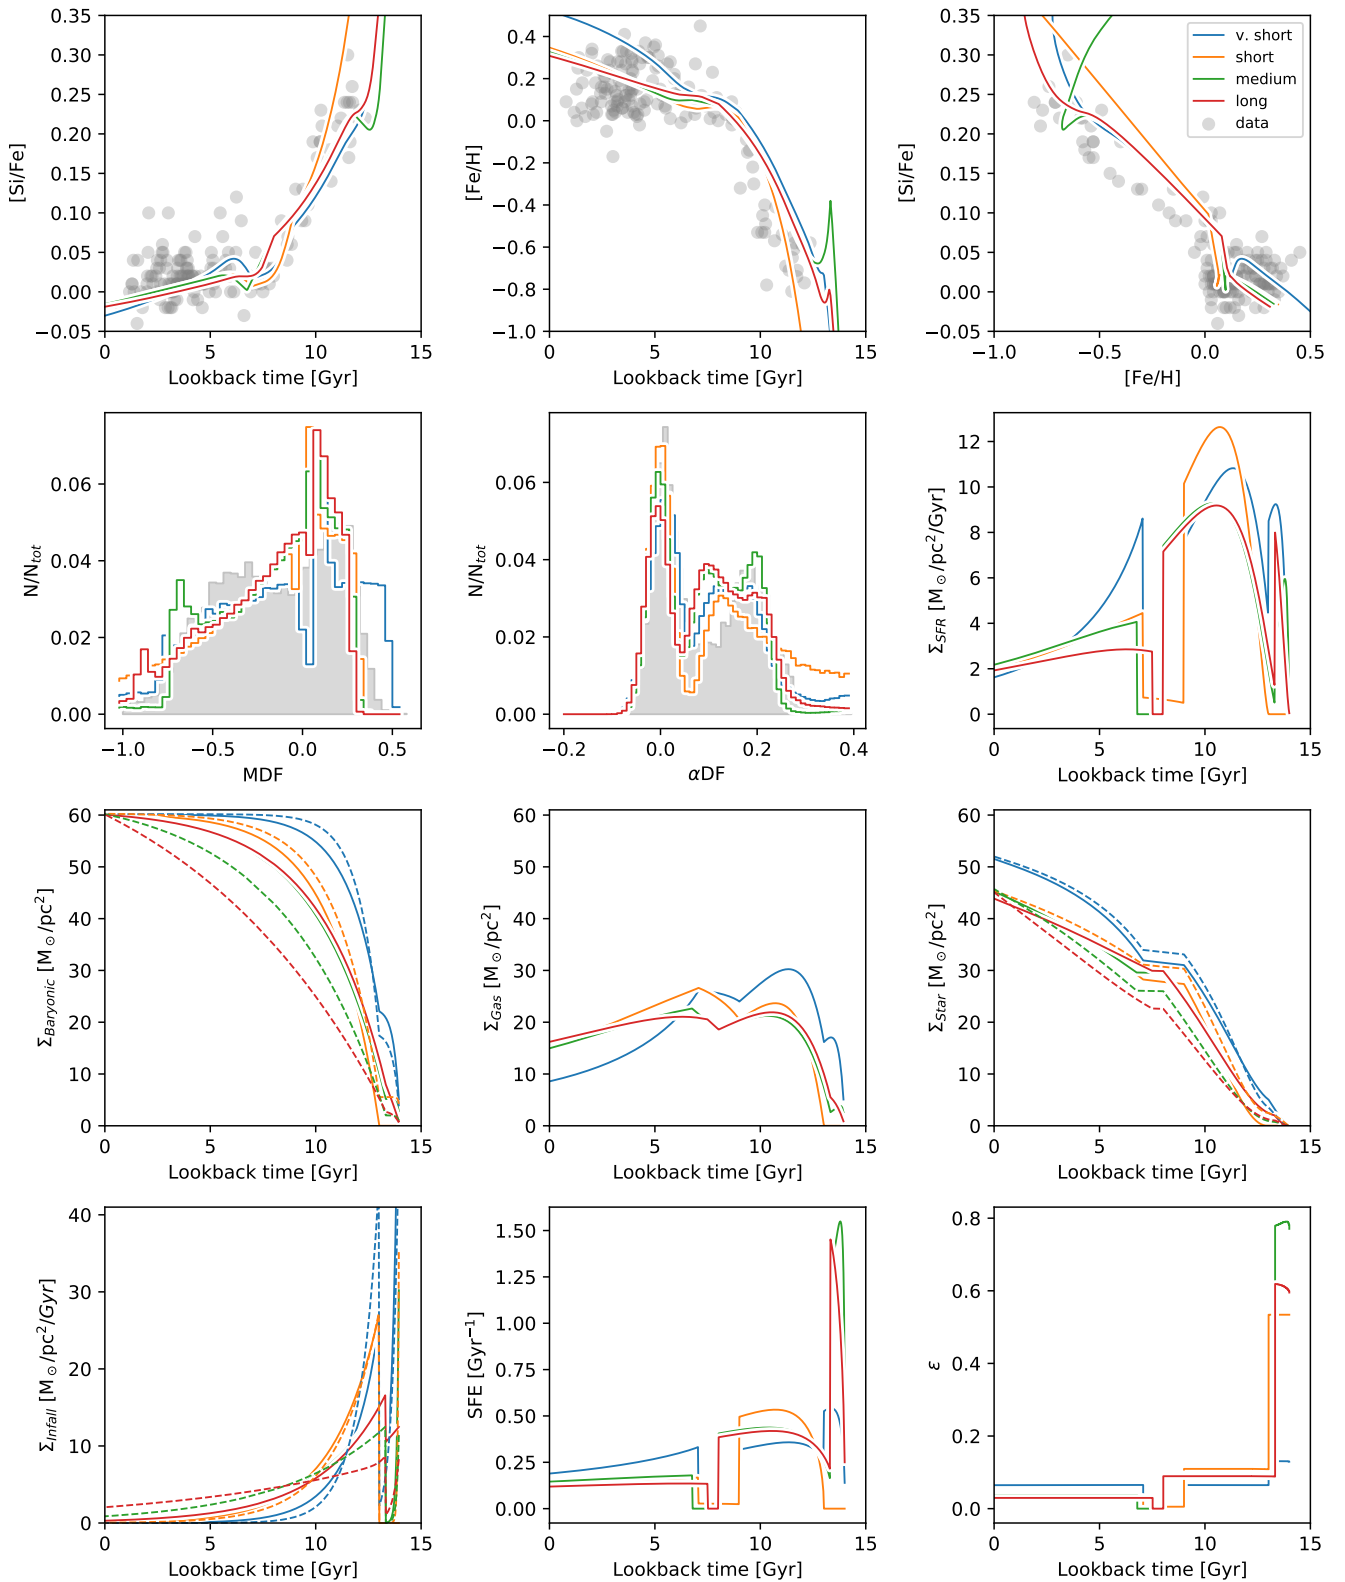 0.35
0.30
0.25
0.20
0.15
0.10
0.05
0.00
−0.05
[Si/Fe]
0 5 10 15
Lookback time [Gyr]
0.4
0.2
0.0
−0.2
−0.4
−0.6
−0.8
−1.0
[Fe/H]
0 5 10 15
Lookback time [Gyr]
0.35
0.30
0.25
0.20
0.15
0.10
0.05
0.00
−0.05
[Si/Fe]
v. short
short
medium
long
data
−1.0 −0.5 0.0 0.5
[Fe/H]
0.06
0.04
0.02
0.00
N/N_tot
−1.0 −0.5 0.0 0.5
MDF
0.06
0.04
0.02
0.00
N/N_tot
−0.2 0.0 0.2 0.4
αDF
12
10
8
6
4
2
0
Σ_SFR [M⊙/pc²/Gyr]
0 5 10 15
Lookback time [Gyr]
60
50
40
30
20
10
0
Σ_Baryonic [M⊙/pc²]
0 5 10 15
Lookback time [Gyr]
60
50
40
30
20
10
0
Σ_Gas [M⊙/pc²]
0 5 10 15
Lookback time [Gyr]
60
50
40
30
20
10
0
Σ_Star [M⊙/pc²]
0 5 10 15
Lookback time [Gyr]
40
30
20
10
0
Σ_Infall [M⊙/pc²/Gyr]
0 5 10 15
Lookback time [Gyr]
1.50
1.25
1.00
0.75
0.50
0.25
0.00
SFE [Gyr⁻¹]
0 5 10 15
Lookback time [Gyr]
0.8
0.6
0.4
0.2
0.0
ε
0 5 10 15
Lookback time [Gyr]